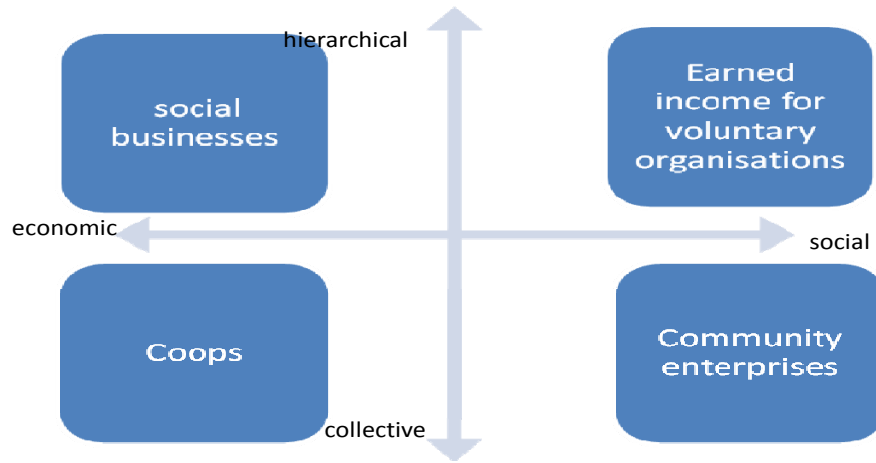 hierarchical
social
businesses
Earned
income for
voluntary
organisations
economic
social
Coops
Community
enterprises
collective